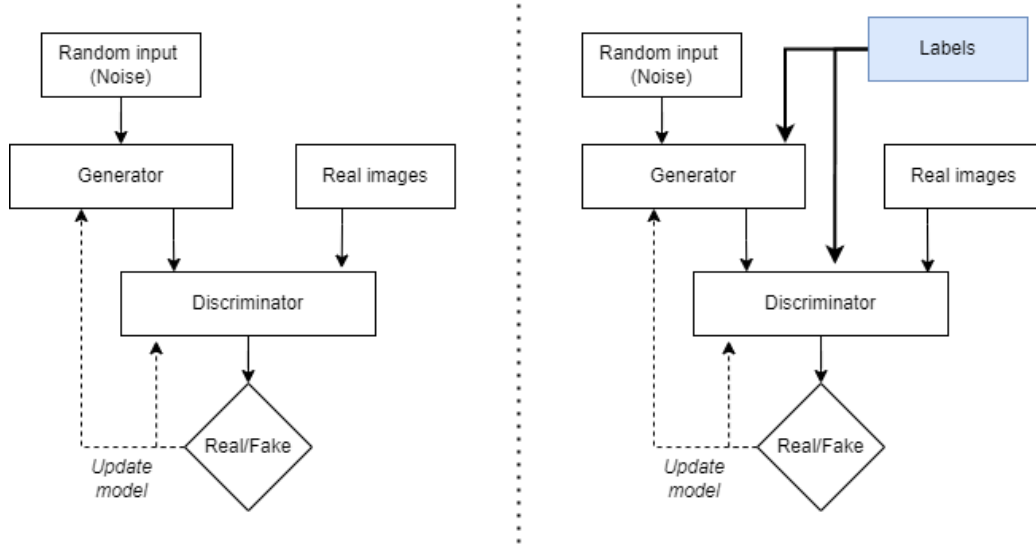 Random input
(Noise)
Generator
Real images
Discriminator
Real/Fake
Update
model
Random input
(Noise)
Labels
Generator
Real images
Discriminator
Real/Fake
Update
model